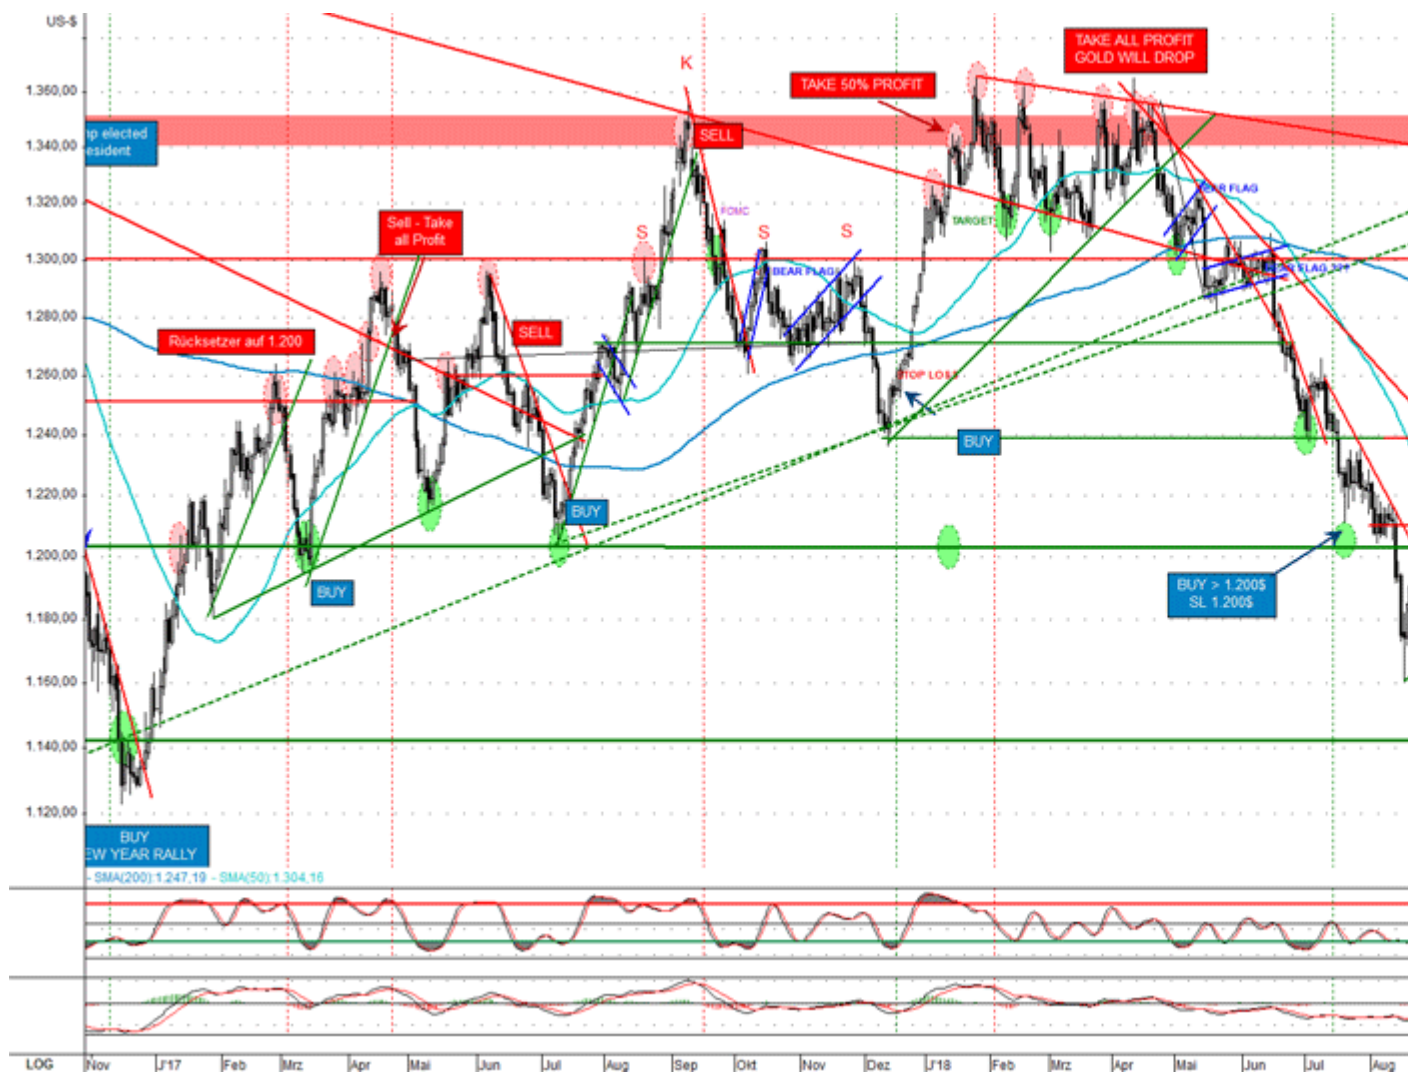 US-$
TAKE ALL PROFIT
GOLD WILL DROP
K
TAKE 50% PROFIT
1.360,00
mp elected
esident
SELL
1.340,00
BEAR FLAG
1.320,00
Sell - Take
all Profit
FOMC
TARGET
S
S
S
1.300,00
BEAR FLAG
FLAG
1.280,00
Rücksetzer auf 1.200
SELL
1.260,00
STOP LOSS
1.240,00
BUY
1.220,00
BUY
1.200,00
BUY
BUY > 1.200$
SL 1.200$
1.180,00
1.160,00
1.140,00
1.120,00
BUY
EW YEAR RALLY
- SMA(200):1.247,19 - SMA(50):1.304,16
LOG
Nov
J'17
Feb
Mrz
Apr
Mai
Jun
Jul
Aug
Sep
Okt
Nov
Dez
J'18
Feb
Mrz
Apr
Mai
Jun
Jul
Aug